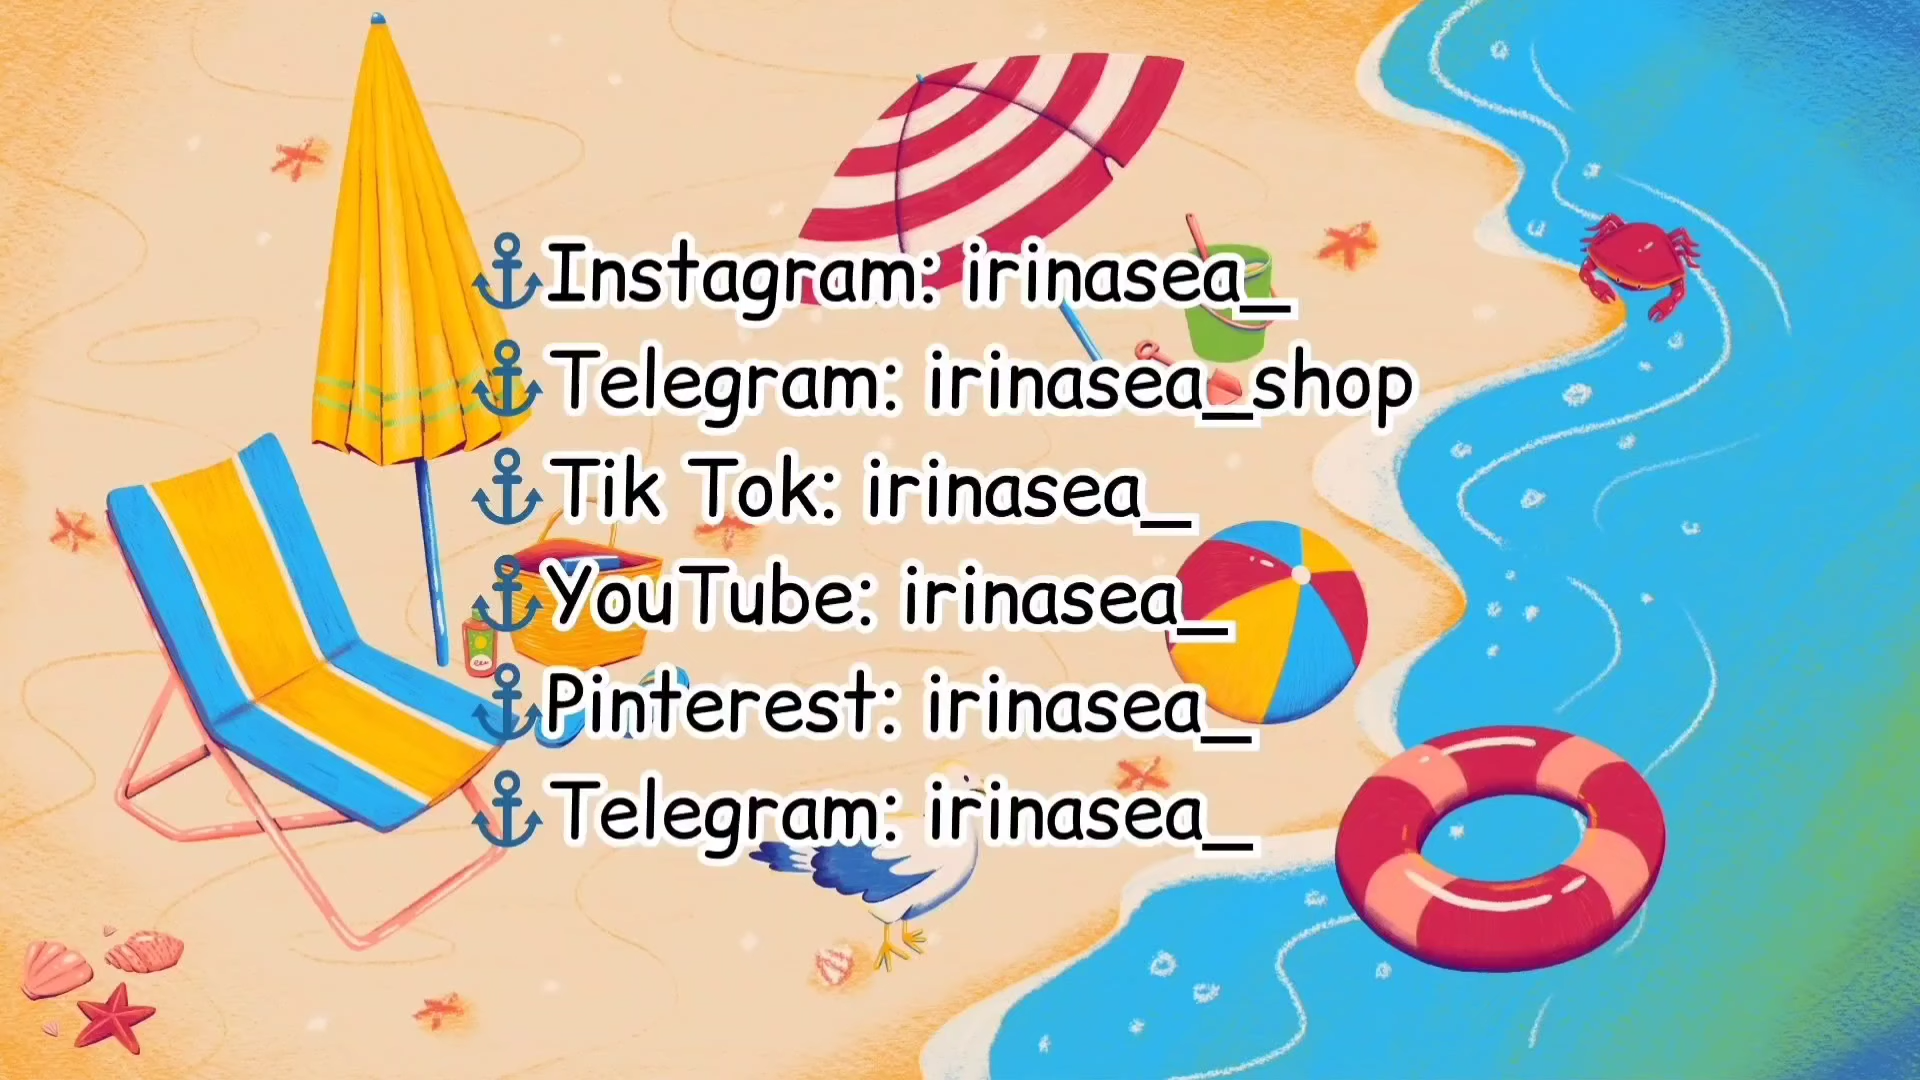 ⚓Instagram: irinasea_
⚓Telegram: irinasea_shop
⚓Tik Tok: irinasea_
⚓YouTube: irinasea_
⚓Pinterest: irinasea_
⚓Telegram: irinasea_